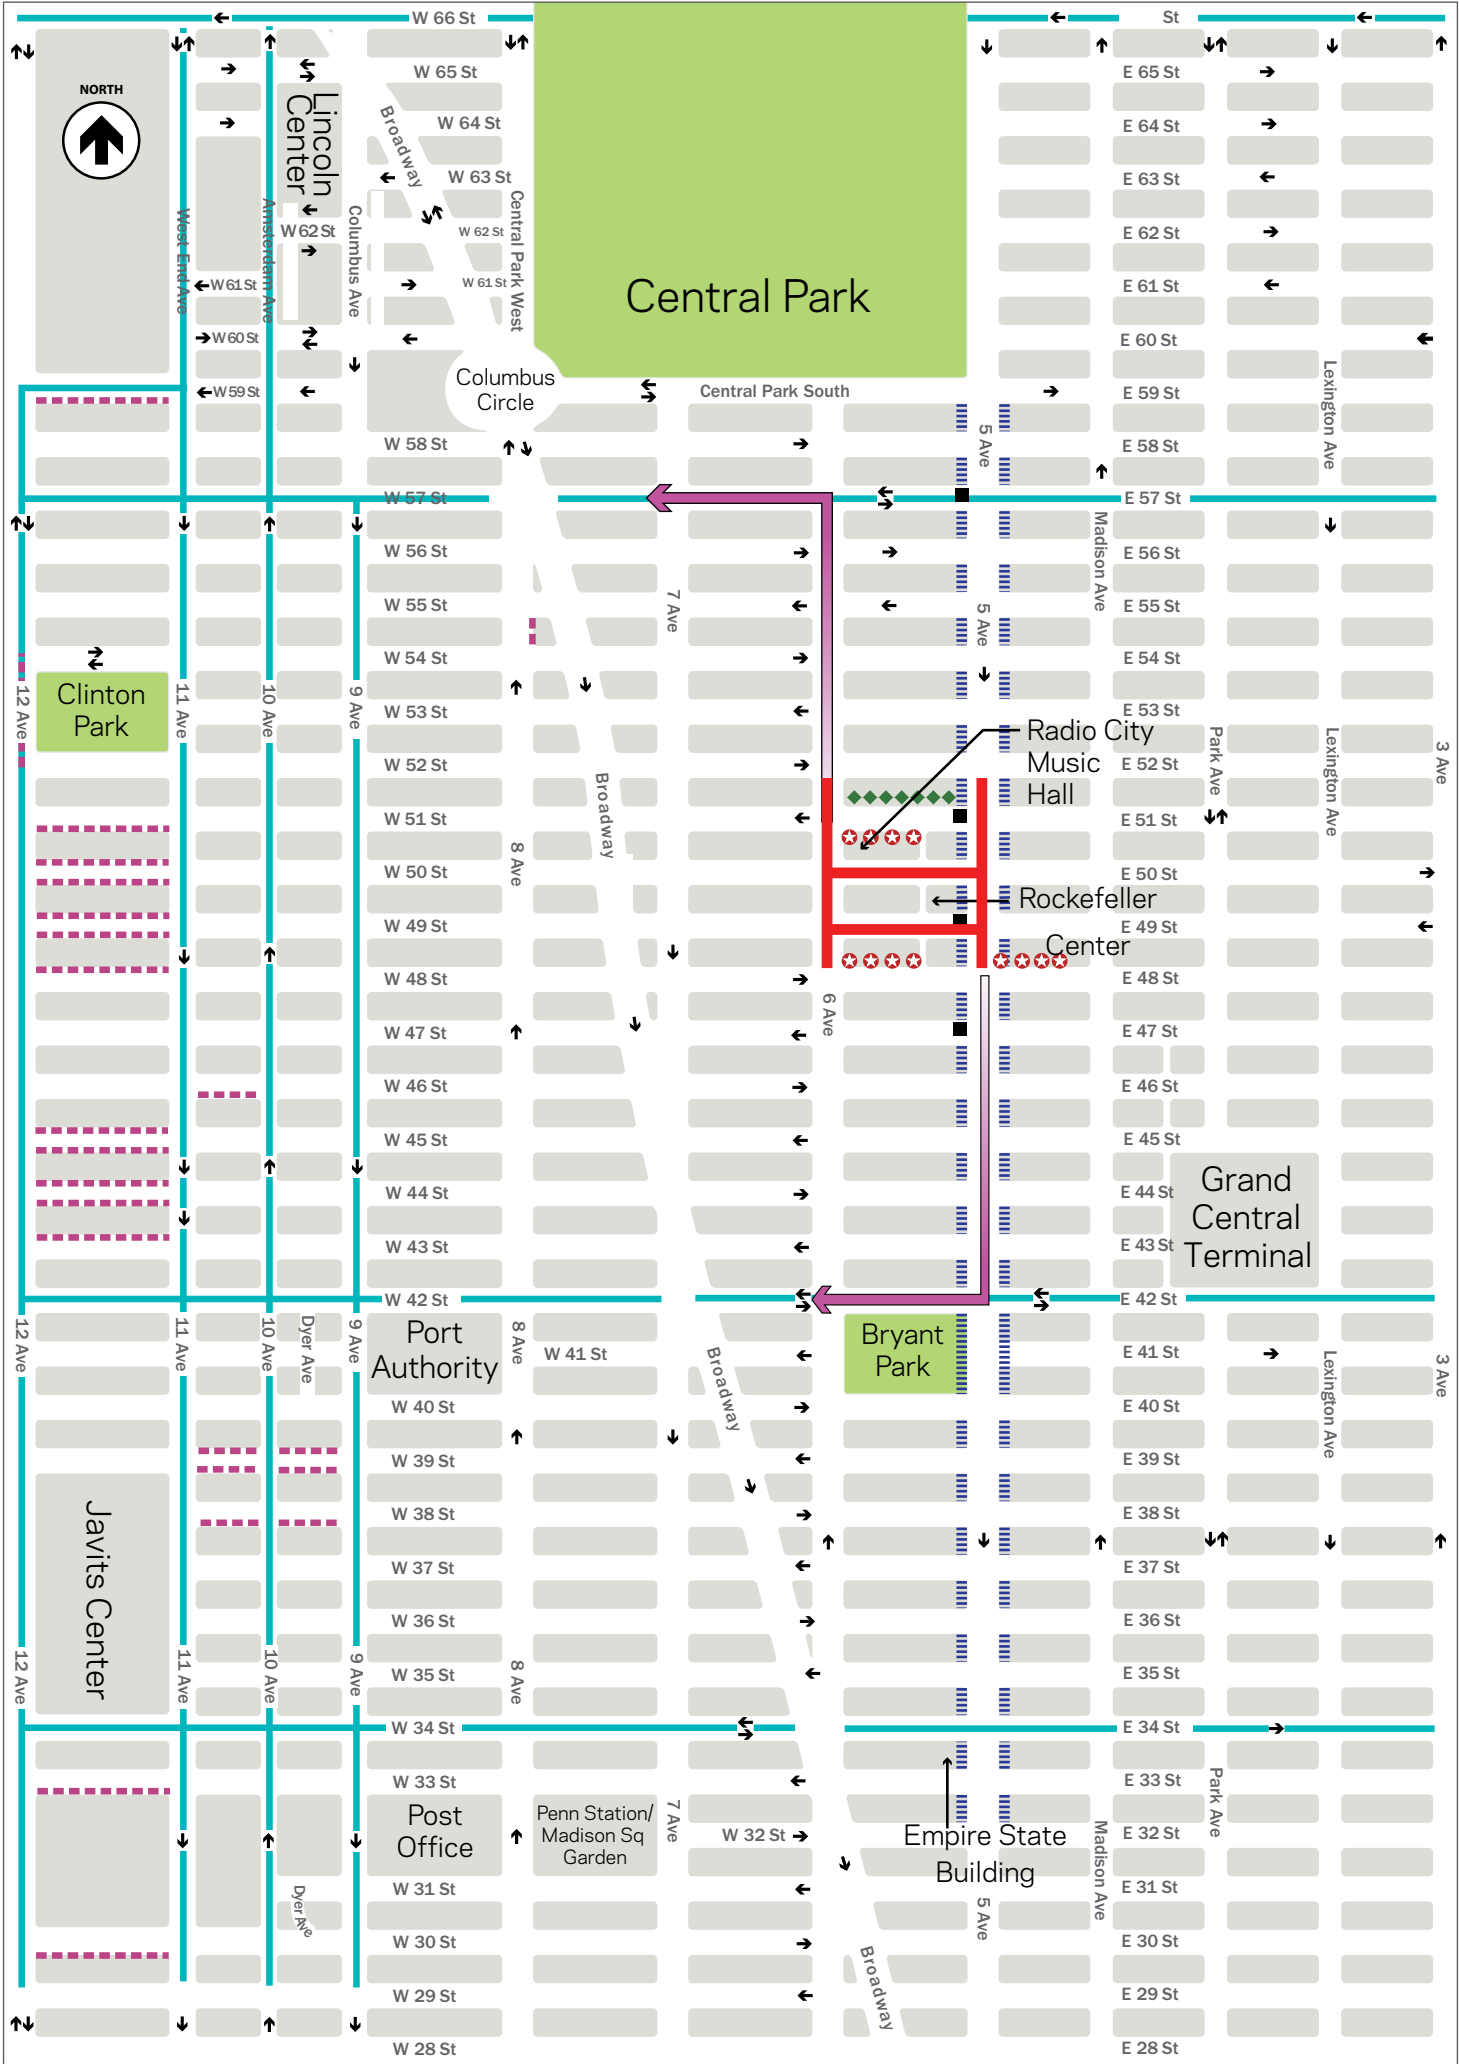 W 66 St
St
NORTH
W 65 St
E 65 St
Lincoln
Center
Broadway
W 64 St
E 64 St
W 63 St
E 63 St
West End Ave
Amsterdam Ave
Columbus Ave
Central Park West
W 62 St
W 62 St
E 62 St
W 61 St
W 61 St
Central Park
E 61 St
W 60 St
E 60 St
Columbus
Circle
W 59 St
Central Park South
E 59 St
Lexington Ave
W 58 St
5 Ave
E 58 St
W 57 St
E 57 St
Madison Ave
W 56 St
E 56 St
W 55 St
7 Ave
5 Ave
E 55 St
W 54 St
E 54 St
12 Ave
Clinton
Park
11 Ave
10 Ave
9 Ave
W 53 St
E 53 St
Radio City
Music
Hall
Park Ave
Lexington Ave
3 Ave
W 52 St
E 52 St
Broadway
W 51 St
E 51 St
8 Ave
W 50 St
E 50 St
Rockefeller
Center
W 49 St
E 49 St
W 48 St
E 48 St
6 Ave
W 47 St
E 47 St
W 46 St
E 46 St
W 45 St
E 45 St
W 44 St
E 44 St
Grand
Central
Terminal
W 43 St
E 43 St
W 42 St
E 42 St
12 Ave
11 Ave
10 Ave
Dyer Ave
9 Ave
Port
Authority
8 Ave
W 41 St
Broadway
Bryant
Park
E 41 St
Lexington Ave
3 Ave
W 40 St
E 40 St
W 39 St
E 39 St
Javits Center
W 38 St
E 38 St
W 37 St
E 37 St
W 36 St
E 36 St
12 Ave
11 Ave
10 Ave
9 Ave
W 35 St
8 Ave
E 35 St
W 34 St
E 34 St
W 33 St
E 33 St
Post
Office
Penn Station/
Madison Sq
Garden
7 Ave
W 32 St
Empire State
Building
Madison Ave
E 32 St
Park Ave
Dyer Ave
W 31 St
5 Ave
E 31 St
W 30 St
E 30 St
Broadway
W 29 St
E 29 St
W 28 St
E 28 St